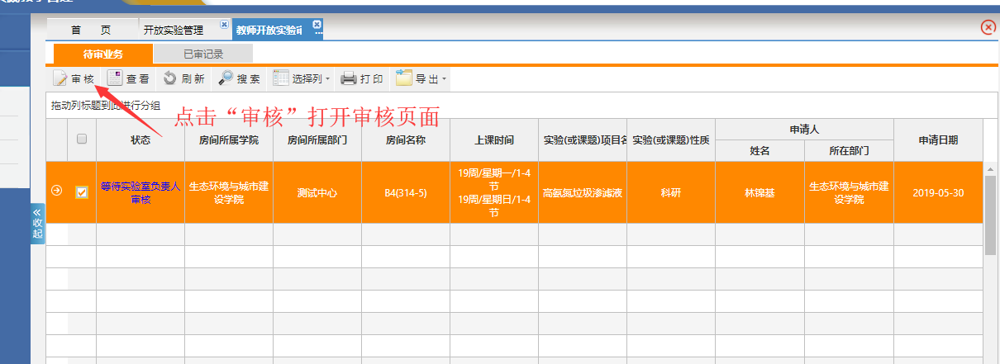 首 页
开放实验管理
教师开放实验审
...
待审业务
已审记录
审核
查看
刷新
搜索
选择列
打印
导出
拖动列标题到此进行分组
点击“审核”打开审核页面
状态
房间所属学院
房间所属部门
房间名称
上课时间
实验(或课题)项目名
实验(或课题)性质
申请人
姓名
所在部门
申请日期
等待实验室负责人
审核
生态环境与城市建
设学院
测试中心
B4(314-5)
19周/星期一/1-4
节
19周/星期日/1-4
节
高氨氮垃圾渗滤液
科研
林锦基
生态环境与城市建
设学院
2019-05-30
收
起